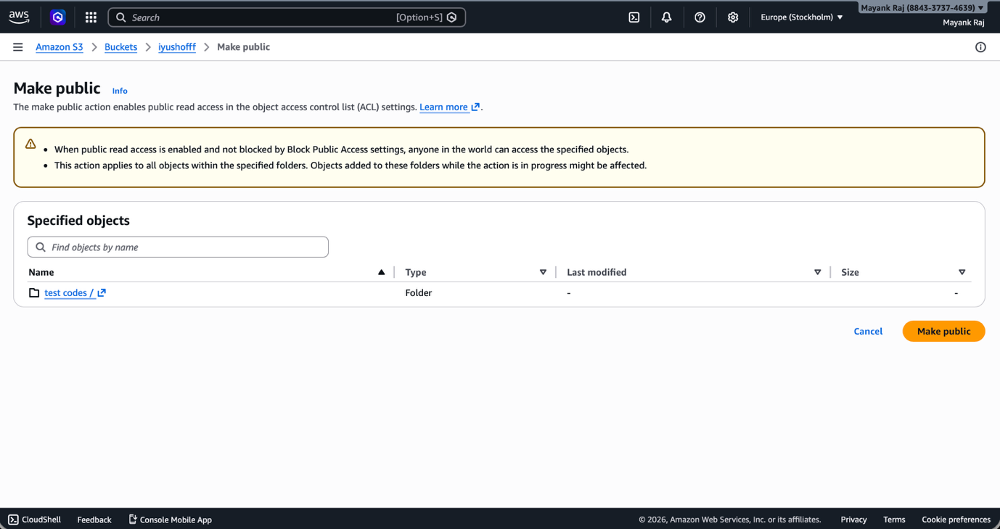 aws
Search [Option+S]
Europe (Stockholm) ▼
Mayank Raj (8843-3737-4639) ▼
Mayank Raj
Amazon S3 > Buckets > iyushofff > Make public
Make public Info
The make public action enables public read access in the object access control list (ACL) settings. Learn more .
• When public read access is enabled and not blocked by Block Public Access settings, anyone in the world can access the specified objects.
• This action applies to all objects within the specified folders. Objects added to these folders while the action is in progress might be affected.
Specified objects
Find objects by name
Name Type Last modified Size
test codes / Folder - -
Cancel Make public
CloudShell Feedback Console Mobile App © 2026, Amazon Web Services, Inc. or its affiliates. Privacy Terms Cookie preferences